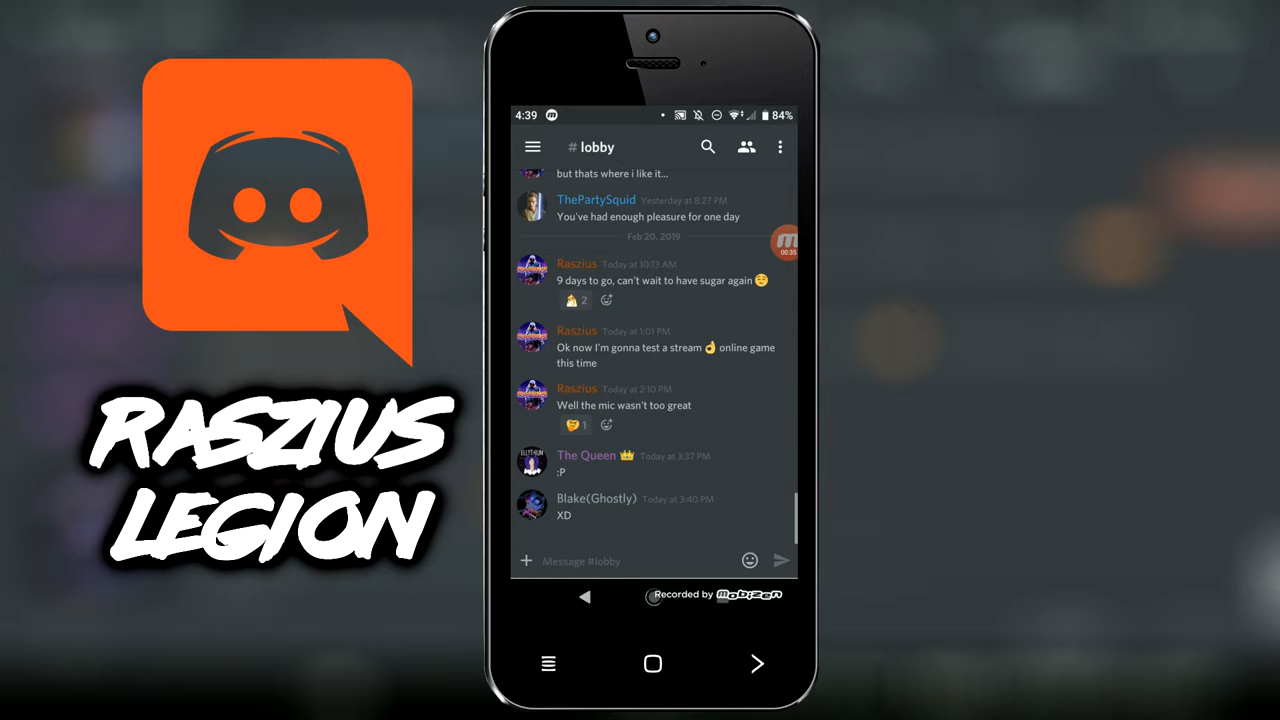 RASZIUS
LEGION
4:39
84%
# lobby
but thats where i like it...
ThePartySquid Yesterday at 8:27 PM
You've had enough pleasure for one day
Feb 20, 2019
00:35
Raszius Today at 10:13 AM
9 days to go, can't wait to have sugar again ☺️
2
Raszius Today at 1:01 PM
Ok now I'm gonna test a stream 👌 online game
this time
Raszius Today at 2:10 PM
Well the mic wasn't too great
1
The Queen 👑 Today at 3:37 PM
:P
Blake(Ghostly) Today at 3:40 PM
XD
Message #lobby
Recorded by mobizen